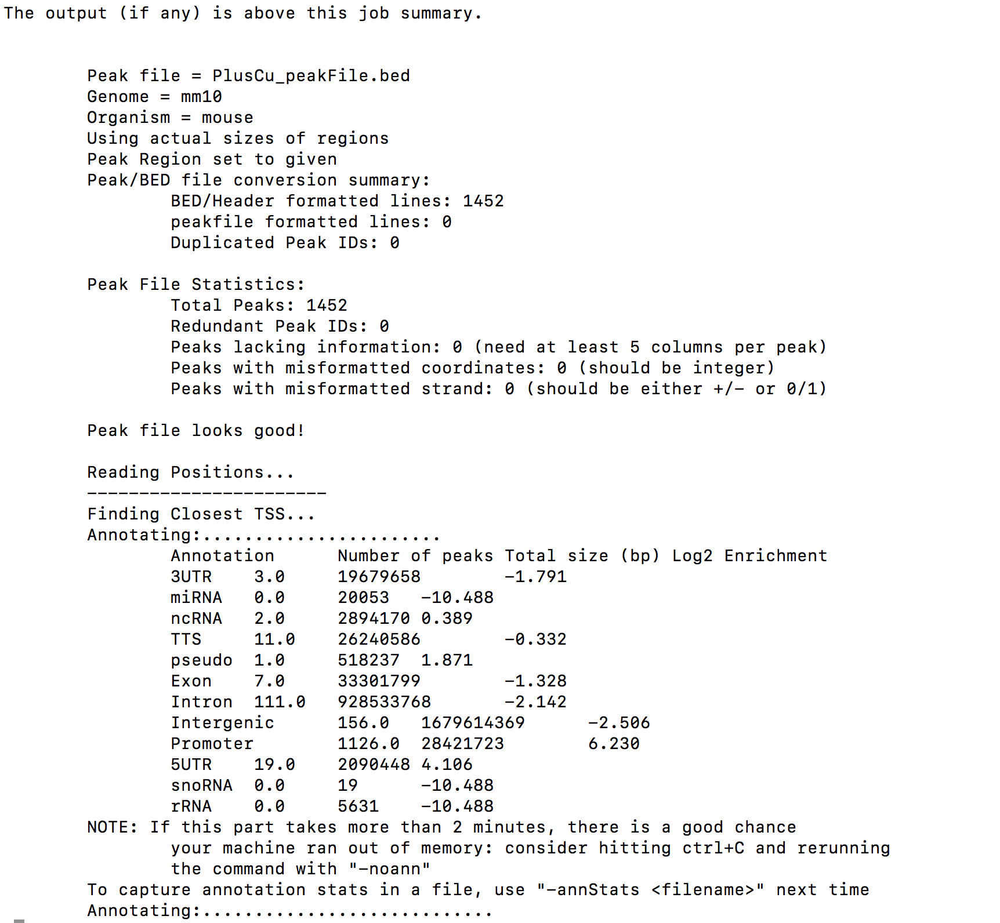 The output (if any) is above this job summary.
Peak file = PlusCu_peakFile.bed
Genome = mm10
Organism = mouse
Using actual sizes of regions
Peak Region set to given
Peak/BED file conversion summary:
BED/Header formatted lines: 1452
peakfile formatted lines: 0
Duplicated Peak IDs: 0
Peak File Statistics:
Total Peaks: 1452
Redundant Peak IDs: 0
Peaks lacking information: 0 (need at least 5 columns per peak)
Peaks with misformatted coordinates: 0 (should be integer)
Peaks with misformatted strand: 0 (should be either +/- or 0/1)
Peak file looks good!
Reading Positions...
-----------------------
Finding Closest TSS...
Annotating:.......................
Annotation Number of peaks Total size (bp) Log2 Enrichment
3UTR 3.0 19679658 -1.791
miRNA 0.0 20053 -10.488
ncRNA 2.0 2894170 0.389
TTS 11.0 26240586 -0.332
pseudo 1.0 518237 1.871
Exon 7.0 33301799 -1.328
Intron 111.0 928533768 -2.142
Intergenic 156.0 1679614369 -2.506
Promoter 1126.0 28421723 6.230
5UTR 19.0 2090448 4.106
snoRNA 0.0 19 -10.488
rRNA 0.0 5631 -10.488
NOTE: If this part takes more than 2 minutes, there is a good chance
your machine ran out of memory: consider hitting ctrl+C and rerunning
the command with "-noann"
To capture annotation stats in a file, use "-annStats <filename>" next time
Annotating:............................